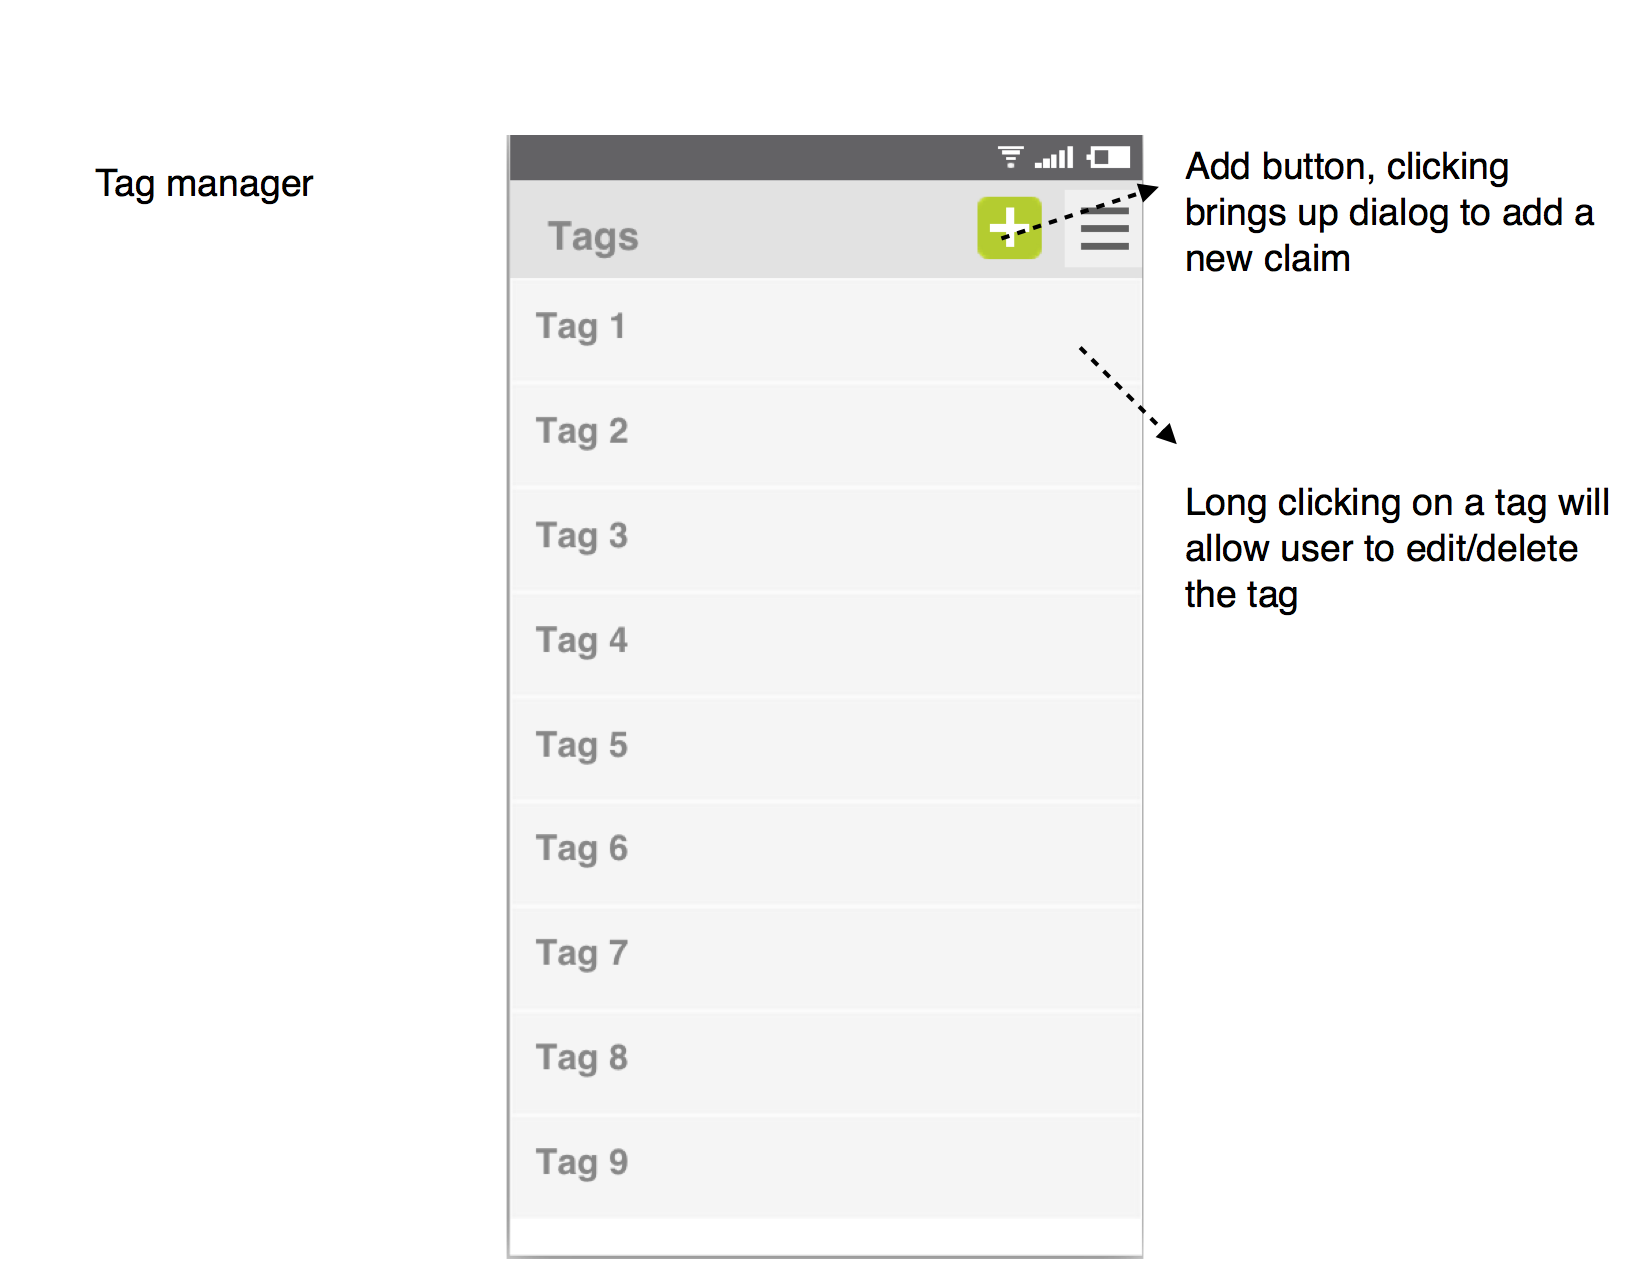 Tag manager
Tags
Add button, clicking
brings up dialog to add a
new claim
Tag 1
Tag 2
Tag 3
Long clicking on a tag will
allow user to edit/delete
the tag
Tag 4
Tag 5
Tag 6
Tag 7
Tag 8
Tag 9